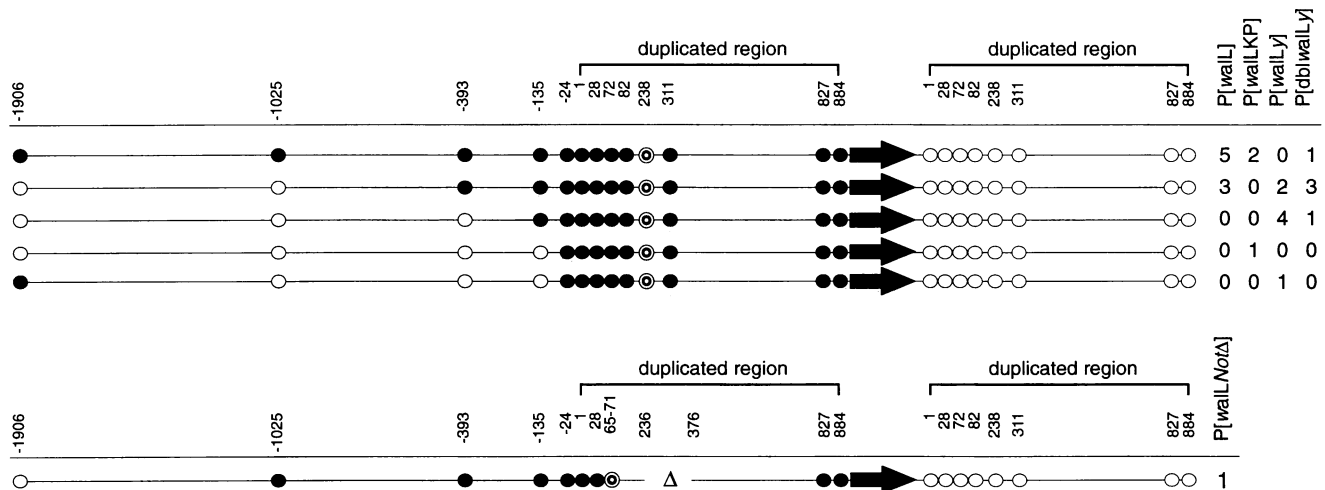 duplicated region duplicated region
-1906 -1025 -393 -135 -24 1 28 72 82 238 311 827 884 1 28 72 82 238 311 827 884 P[walL] P[walLKP] P[walLy] P[dblwalLy]
5 2 0 1
3 0 2 3
0 0 4 1
0 1 0 0
0 0 1 0
duplicated region duplicated region
-1906 -1025 -393 -135 -24 1 28 65-71 236 376 827 884 1 28 72 82 238 311 827 884 P[walLNotΔ]
Δ 1